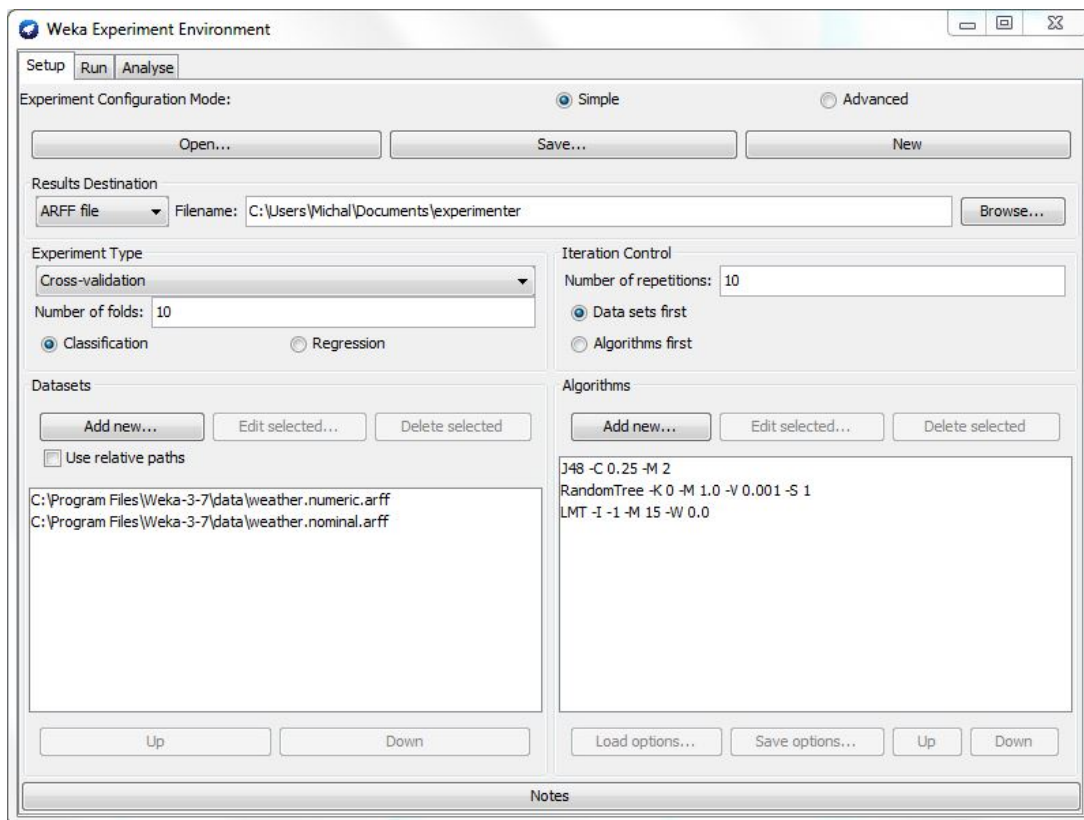 Weka Experiment Environment
Setup Run Analyse
Experiment Configuration Mode: Simple Advanced
Open... Save... New
Results Destination
ARFF file Filename: C:\Users\Michal\Documents\experimenter Browse...
Experiment Type
Cross-validation
Number of folds: 10
Classification Regression
Iteration Control
Number of repetitions: 10
Data sets first
Algorithms first
Datasets
Add new... Edit selected... Delete selected
Use relative paths
C:\Program Files\Weka-3-7\data\weather.numeric.arff
C:\Program Files\Weka-3-7\data\weather.nominal.arff
Up Down
Algorithms
Add new... Edit selected... Delete selected
J48 -C 0.25 -M 2
RandomTree -K 0 -M 1.0 -V 0.001 -S 1
LMT -I -1 -M 15 -W 0.0
Load options... Save options... Up Down
Notes